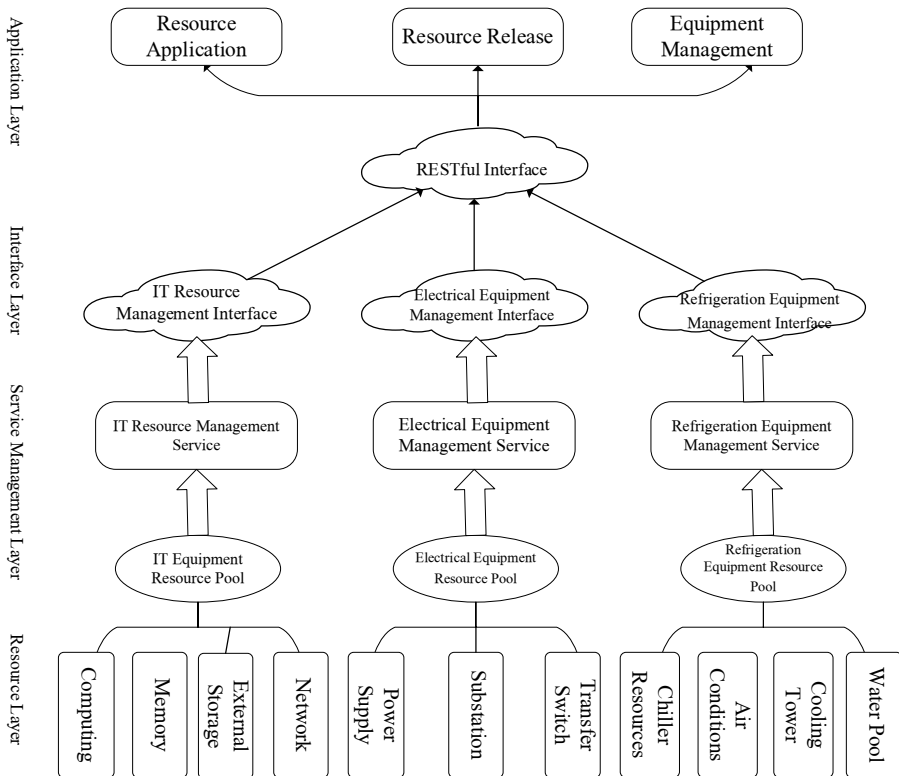 Application Layer
Resource
Application
Resource Release
Equipment
Management
RESTful Interface
Interface Layer
IT Resource
Management Interface
Electrical Equipment
Management Interface
Refrigeration Equipment
Management Interface
Service Management Layer
IT Resource Management
Service
Electrical Equipment
Management Service
Refrigeration Equipment
Management Service
IT Equipment
Resource Pool
Electrical Equipment
Resource Pool
Refrigeration
Equipment Resource
Pool
Resource Layer
Computing
Memory
External
Storage
Network
Power
Supply
Substation
Transfer
Switch
Chiller
Resources
Air
Conditions
Cooling
Tower
Water Pool